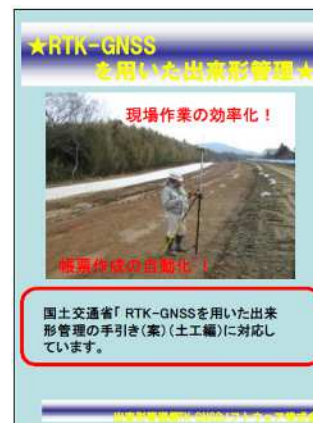 ★RTK-GNSS
を用いた出来形管理★
現場作業の効率化！
帳票作成の自動化！
国土交通省「RTK-GNSSを用いた出来
形管理の手引き(案)(土工編)に対応し
ています。